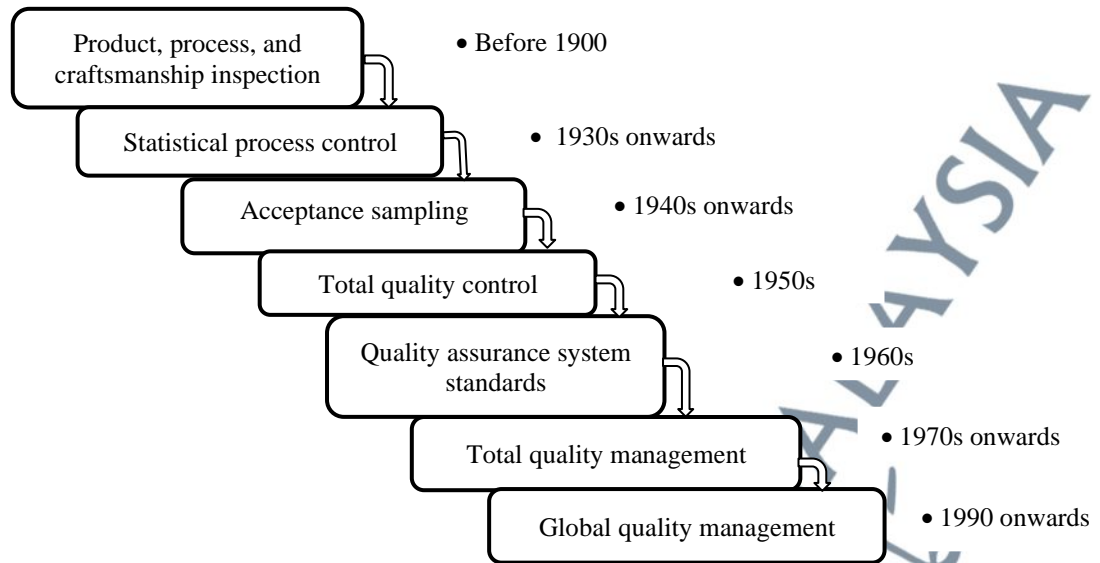 Product, process, and
craftsmanship inspection
• Before 1900
Statistical process control
• 1930s onwards
Acceptance sampling
• 1940s onwards
Total quality control
• 1950s
Quality assurance system
standards
• 1960s
Total quality management
• 1970s onwards
Global quality management
• 1990 onwards